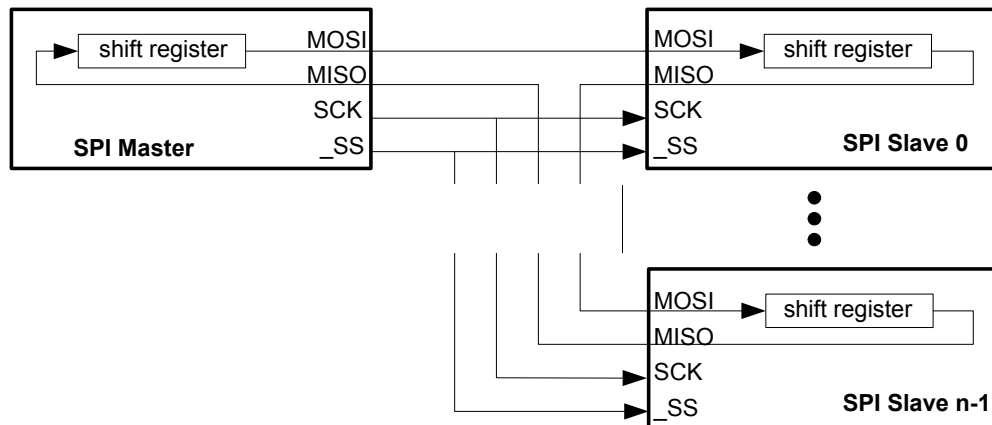 shift register
MOSI
MISO
SCK
_SS
SPI Master
MOSI
shift register
MISO
SCK
_SS
SPI Slave 0
MOSI
shift register
MISO
SCK
_SS
SPI Slave n-1